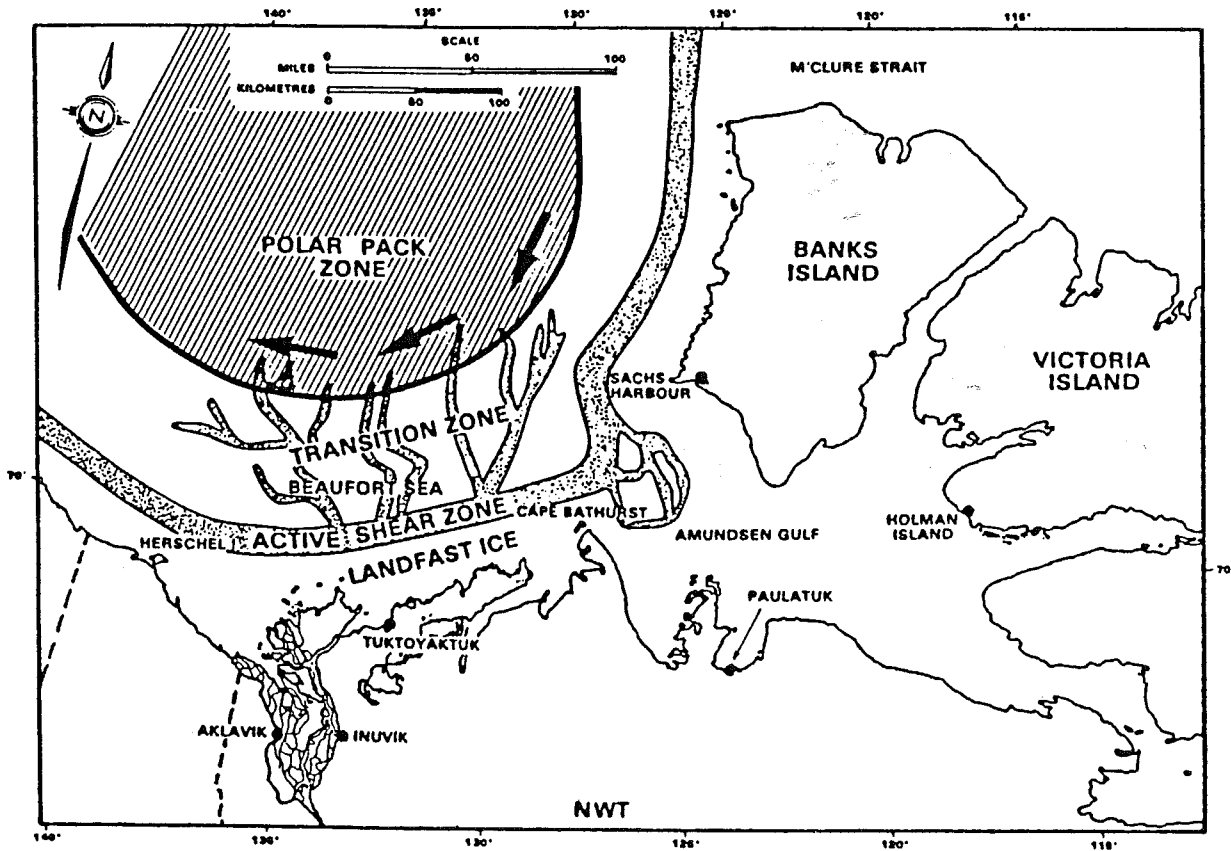 140° 135° 130° 125° 120° 115°
SCALE
0 50 100
MILES
KILOMETRES
0 50 100
N
M'CLURE STRAIT
POLAR PACK
ZONE
BANKS
ISLAND
VICTORIA
ISLAND
SACHS
HARBOUR
TRANSITION ZONE
BEAUFORT SEA
70°
ACTIVE SHEAR ZONE
CAPE BATHURST
HERSCHEL I
AMUNDSEN GULF
HOLMAN
ISLAND
LANDFAST ICE
70
PAULATUK
TUKTOYAKTUK
AKLAVIK
INUVIK
NWT
140° 135° 130° 125 120° 115°